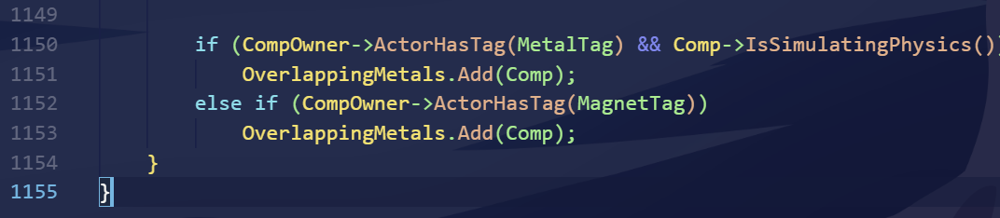 1149
1150 if (CompOwner->ActorHasTag(MetalTag) && Comp->IsSimulatingPhysics())
1151 OverlappingMetals.Add(Comp);
1152 else if (CompOwner->ActorHasTag(MagnetTag))
1153 OverlappingMetals.Add(Comp);
1154 }
1155 }